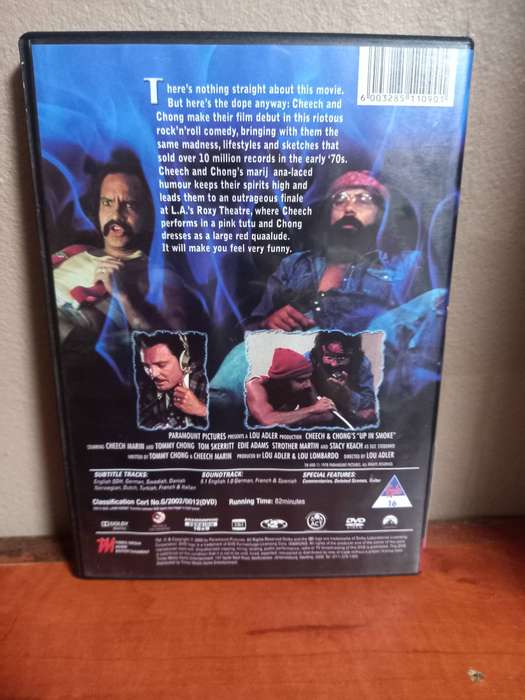 6 003285 110901
There's nothing straight about this movie.
But here's the dope anyway: Cheech and
Chong make their film debut in this riotous
rock'n'roll comedy, bringing with them the
same madness, lifestyles and sketches that
sold over 10 million records in the early '70s.
Cheech and Chong's marij ana-laced
humour keeps their spirits high and
leads them to an outrageous finale
at L.A.'s Roxy Theatre, where Cheech
performs in a pink tutu and Chong
dresses as a large red quaalude.
It will make you feel very funny.
PARAMOUNT PICTURES PRESENTS A LOU ADLER PRODUCTION CHEECH & CHONG'S "UP IN SMOKE"
STARRING CHEECH MARIN AND TOMMY CHONG TOM SKERRITT EDIE ADAMS STROTHER MARTIN AND STACY KEACH AS SGT. STEDENKO
WRITTEN BY TOMMY CHONG & CHEECH MARIN PRODUCED BY LOU ADLER & LOU LOMBARDO DIRECTED BY LOU ADLER
SUBTITLE TRACKS: SOUNDTRACK: SPECIAL FEATURES:
English SDH, German, Swedish, Danish 5.1 English 1.0 German, French & Spanish Commentaries, Deleted Scenes,
Norwegian, Dutch, Turkish, French & Italian
Classification Cert No.G/2002/0012(DVD) Running Time: 82minutes
A
16
DOLBY
DVD